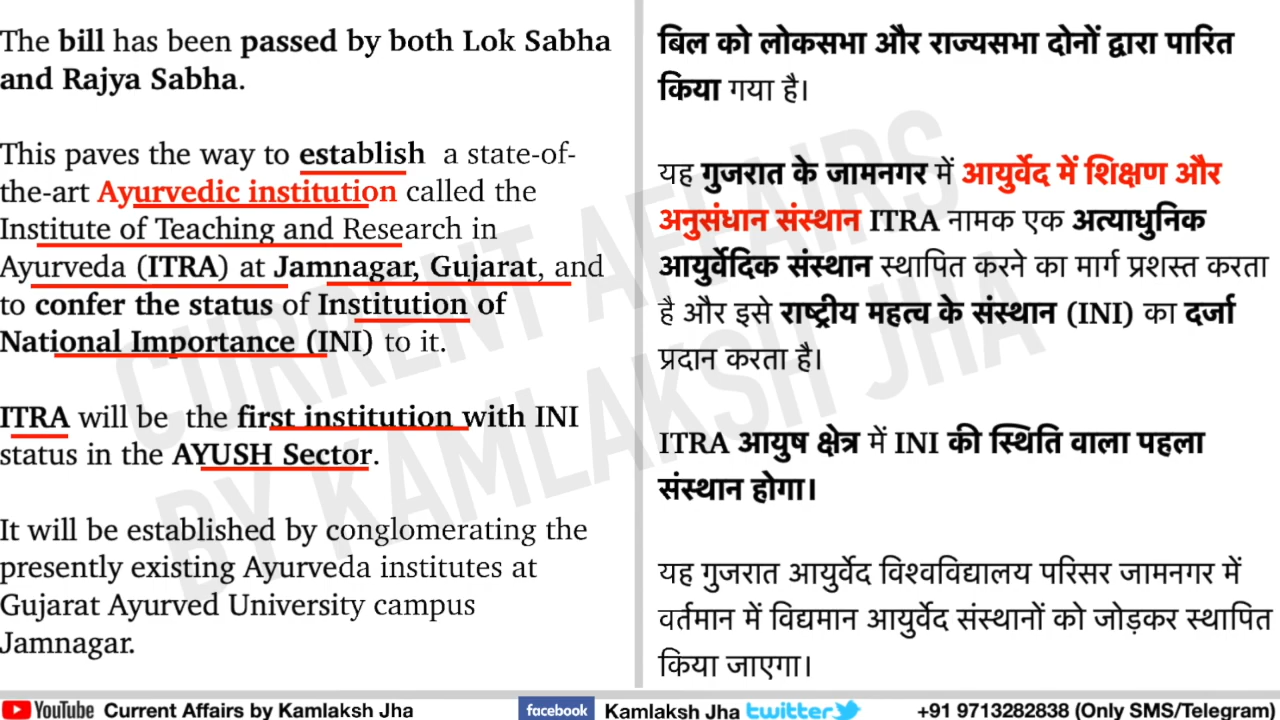 The bill has been passed by both Lok Sabha
and Rajya Sabha.
This paves the way to establish a state-of-
the-art Ayurvedic institution called the
Institute of Teaching and Research in
Ayurveda (ITRA) at Jamnagar, Gujarat, and
to confer the status of Institution of
National Importance (INI) to it.
ITRA will be the first institution with INI
status in the AYUSH Sector.
It will be established by conglomerating the
presently existing Ayurveda institutes at
Gujarat Ayurved University campus
Jamnagar.
बिल को लोकसभा और राज्यसभा दोनों द्वारा पारित
किया गया है।
यह गुजरात के जामनगर में आयुर्वेद में शिक्षण और
अनुसंधान संस्थान ITRA नामक एक अत्याधुनिक
आयुर्वेदिक संस्थान स्थापित करने का मार्ग प्रशस्त करता
है और इसे राष्ट्रीय महत्व के संस्थान (INI) का दर्जा
प्रदान करता है।
ITRA आयुष क्षेत्र में INI की स्थिति वाला पहला
संस्थान होगा।
यह गुजरात आयुर्वेद विश्वविद्यालय परिसर जामनगर में
वर्तमान में विद्यमान आयुर्वेद संस्थानों को जोड़कर स्थापित
किया जाएगा।
CURRENT AFFAIRS
BY KAMLAKSH JHA
YouTube Current Affairs by Kamlaksh Jha facebook Kamlaksh Jha twitter +91 9713282838 (Only SMS/Telegram)